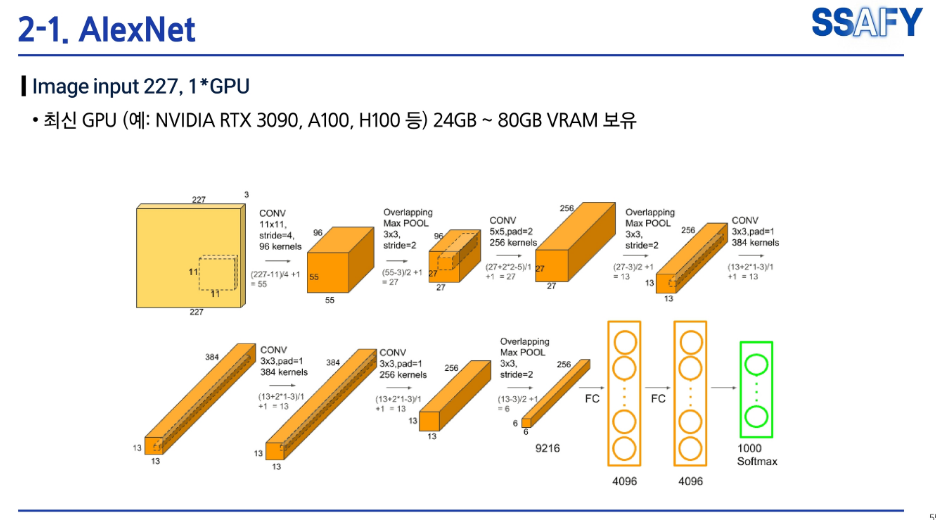 2-1. AlexNet
SSAFY
Image input 227, 1*GPU
• 최신 GPU (예: NVIDIA RTX 3090, A100, H100 등) 24GB ~ 80GB VRAM 보유
227
3
11
11
227
CONV
11x11,
stride=4,
96 kernels
(227-11)/4 +1
= 55
96
55
55
Overlapping
Max POOL
3x3,
stride=2
(55-3)/2 +1
= 27
96
27
27
CONV
5x5,pad=2
256 kernels
(27+2*2-5)/1
+1 = 27
256
27
27
Overlapping
Max POOL
3x3,
stride=2
(27-3)/2 +1
= 13
256
13
13
CONV
3x3,pad=1
384 kernels
(13+2*1-3)/1
+1 = 13
384
13
13
CONV
3x3,pad=1
384 kernels
(13+2*1-3)/1
+1 = 13
384
13
13
CONV
3x3,pad=1
256 kernels
(13+2*1-3)/1
+1 = 13
256
13
13
Overlapping
Max POOL
3x3,
stride=2
(13-3)/2 +1
= 6
256
6
6
9216
FC
4096
FC
4096
1000
Softmax